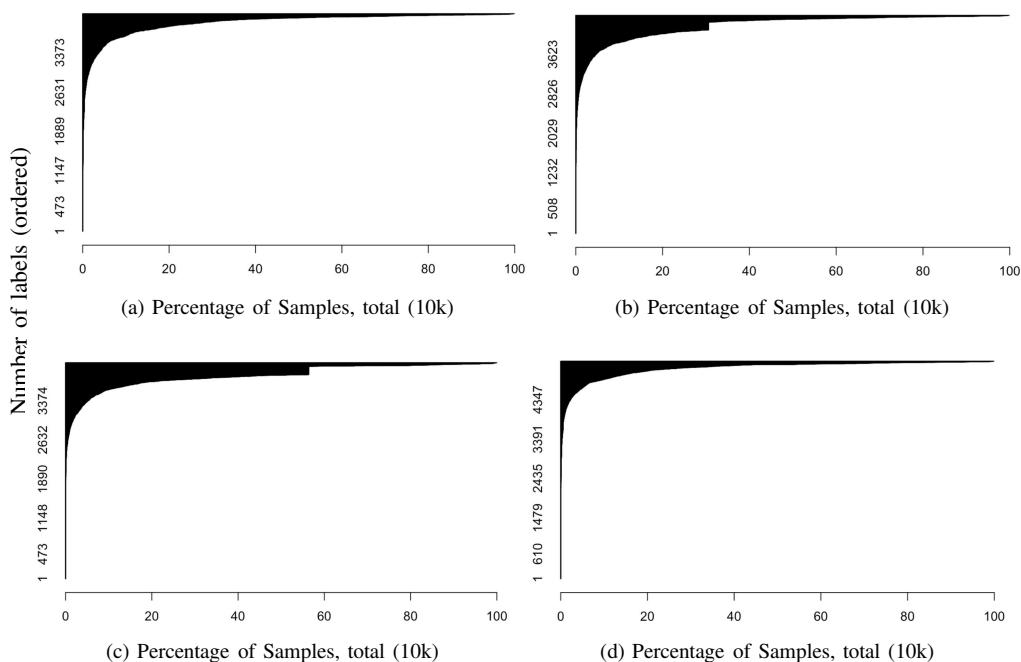 Number of labels (ordered)
3373
2631
1889
1147
473
1
0 20 40 60 80 100
(a) Percentage of Samples, total (10k)
3623
2826
2029
1232
508
1
0 20 40 60 80 100
(b) Percentage of Samples, total (10k)
3374
2632
1890
1148
473
1
0 20 40 60 80 100
(c) Percentage of Samples, total (10k)
4347
3391
2435
1479
610
1
0 20 40 60 80 100
(d) Percentage of Samples, total (10k)